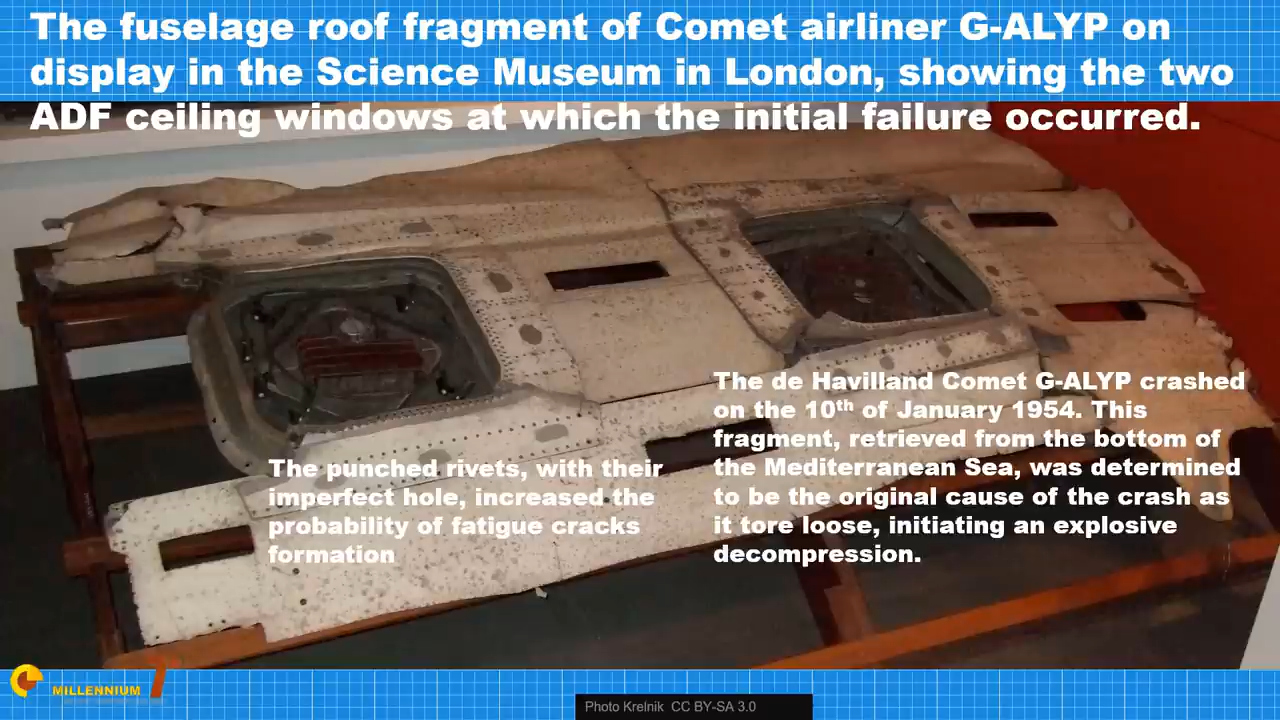 The fuselage roof fragment of Comet airliner G-ALYP on
display in the Science Museum in London, showing the two
ADF ceiling windows at which the initial failure occurred.
The de Havilland Comet G-ALYP crashed
on the 10th of January 1954. This
fragment, retrieved from the bottom of
the Mediterranean Sea, was determined
to be the original cause of the crash as
it tore loose, initiating an explosive
decompression.
The punched rivets, with their
imperfect hole, increased the
probability of fatigue cracks
formation
MILLENNIUM 7
Photo Krelnik CC BY-SA 3.0